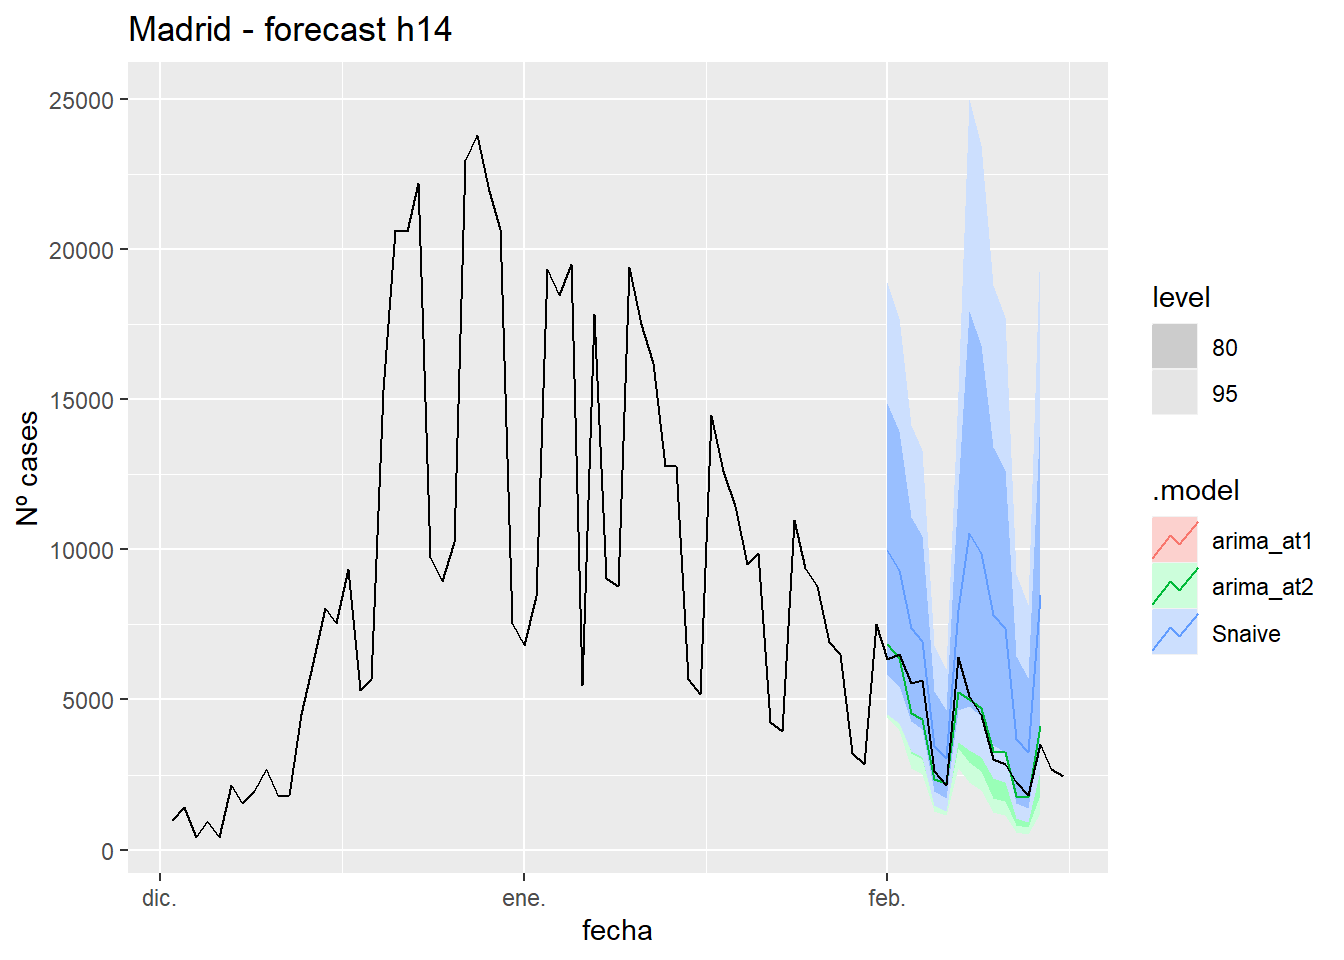 Madrid - forecast h14
25000
20000
15000
10000
5000
0
Nº cases
dic.
ene.
feb.
fecha
level
80
95
.model
arima_at1
arima_at2
Snaive